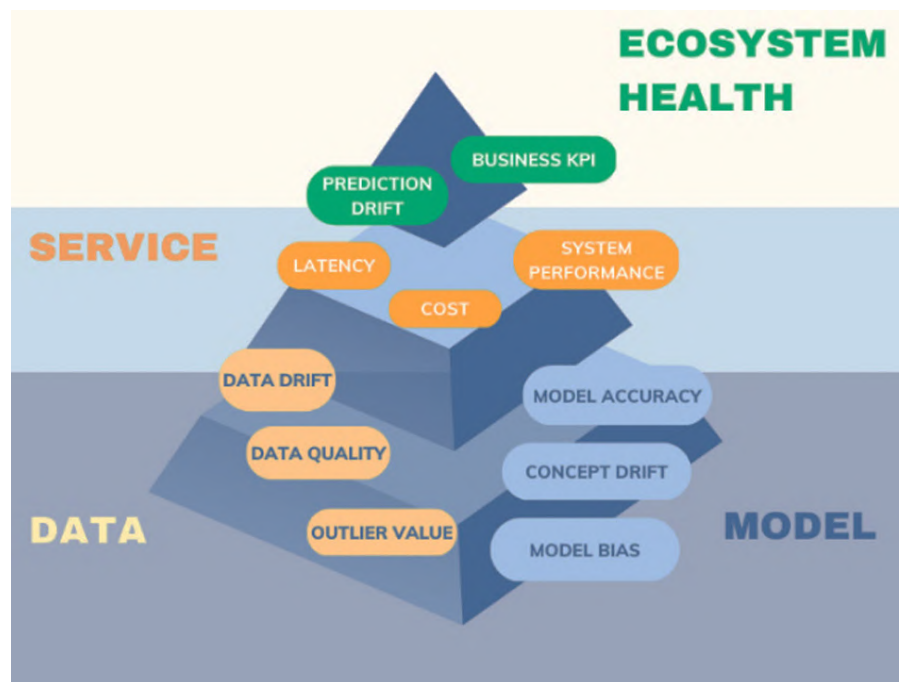 ECOSYSTEM
HEALTH
BUSINESS KPI
PREDICTION
DRIFT
SERVICE
LATENCY
SYSTEM
PERFORMANCE
COST
DATA DRIFT
MODEL ACCURACY
DATA QUALITY
CONCEPT DRIFT
DATA
OUTLIER VALUE
MODEL BIAS
MODEL